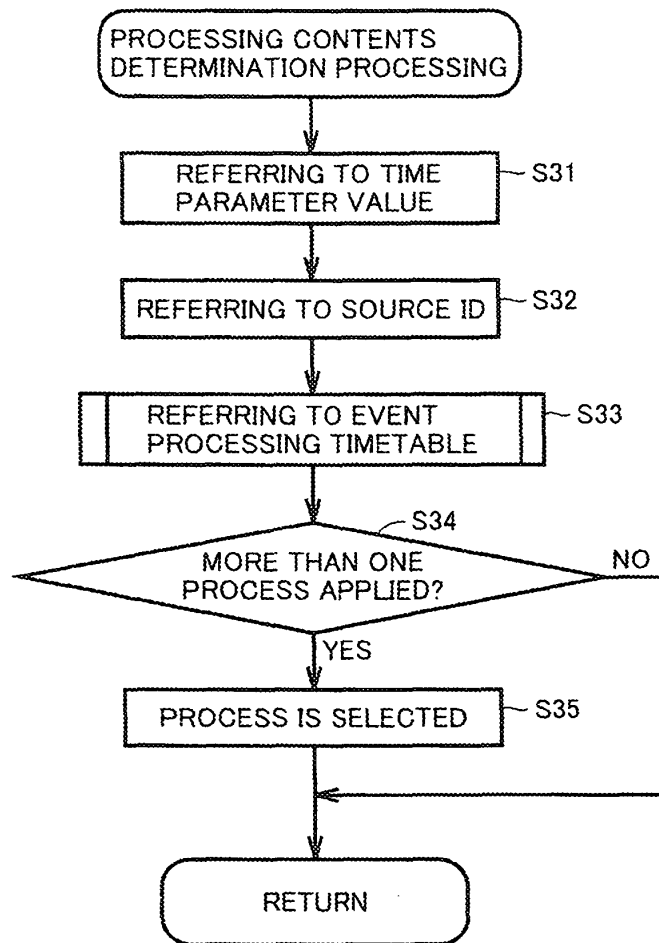 PROCESSING CONTENTS
DETERMINATION PROCESSING
REFERRING TO TIME
PARAMETER VALUE
S31
REFERRING TO SOURCE ID
S32
REFERRING TO EVENT
PROCESSING TIMETABLE
S33
S34
MORE THAN ONE
PROCESS APPLIED?
NO
YES
PROCESS IS SELECTED
S35
RETURN